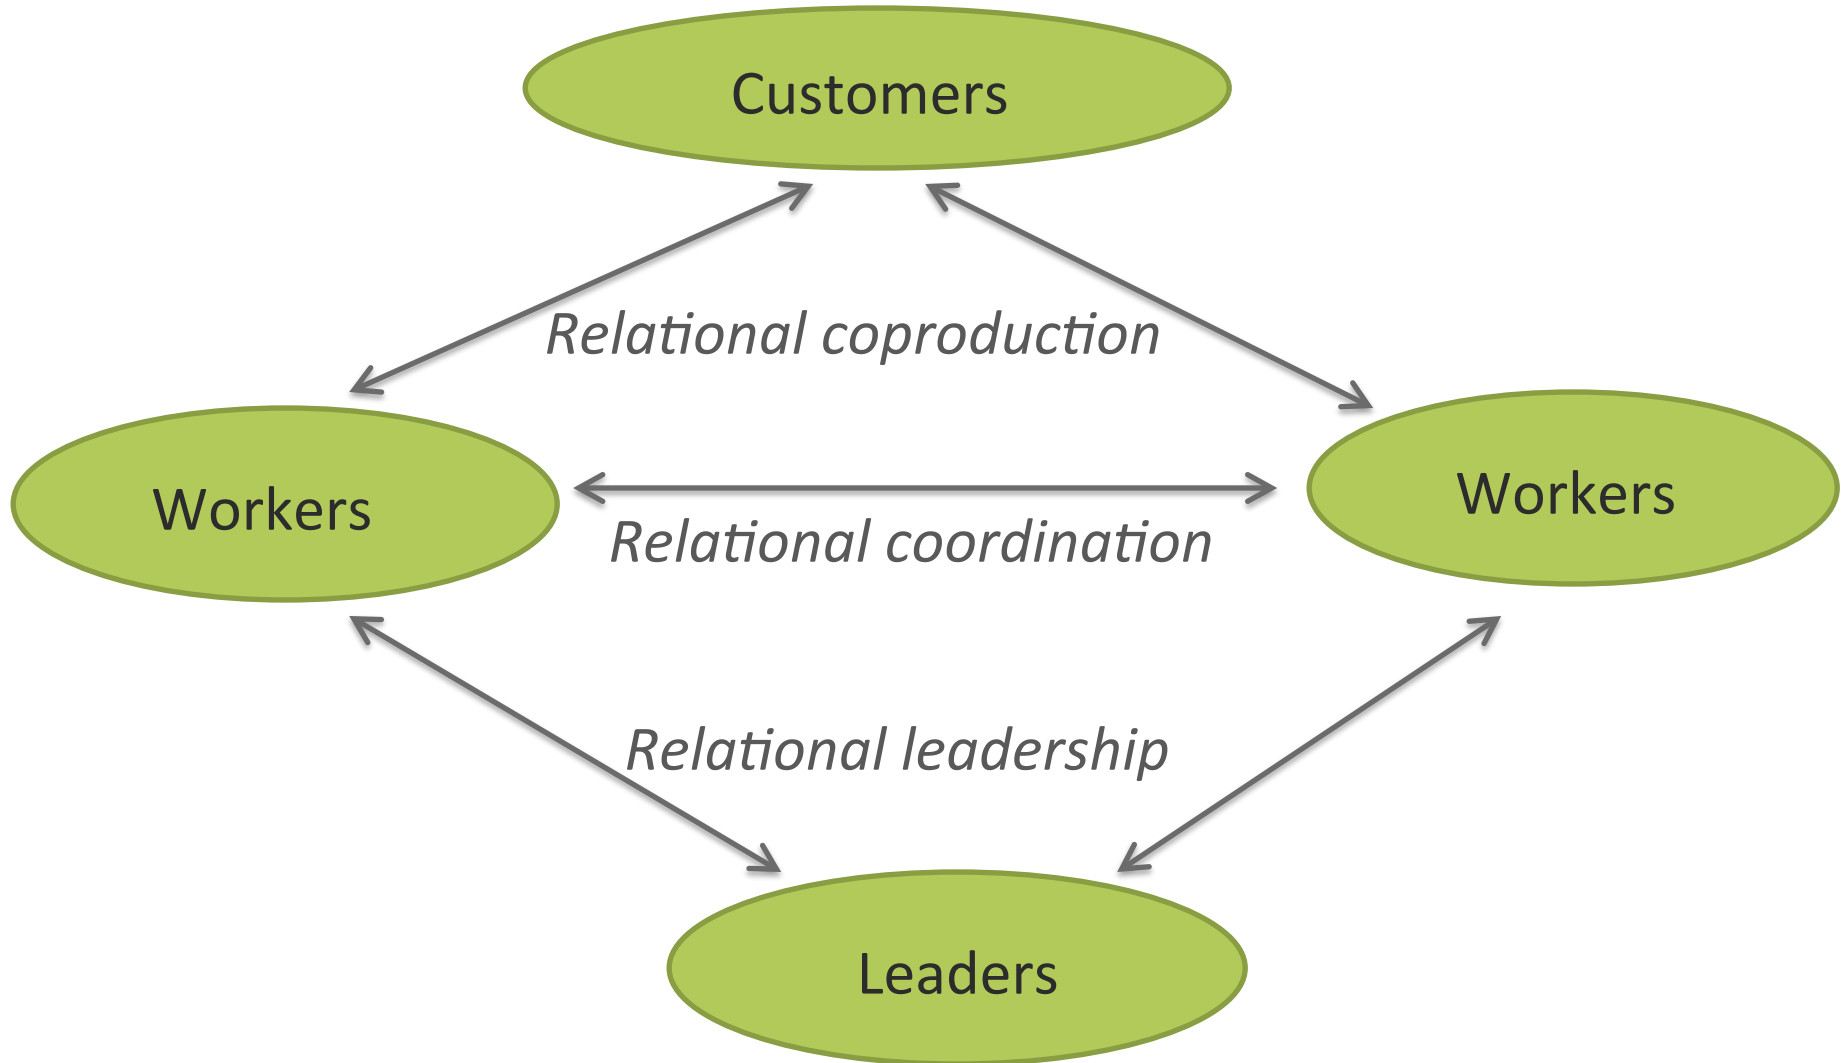 Customers
Relational coproduction
Workers
Workers
Relational coordination
Relational leadership
Leaders